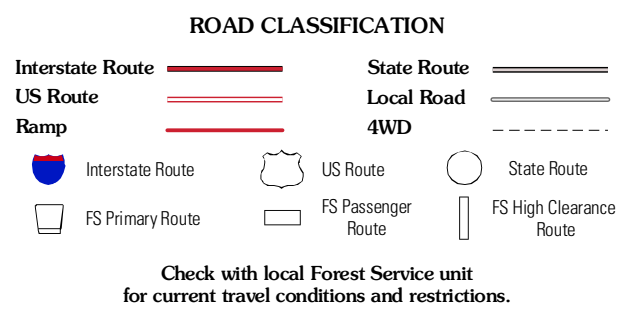 ROAD CLASSIFICATION
Interstate Route
State Route
US Route
Local Road
Ramp
4WD
Interstate Route
US Route
State Route
FS Primary Route
FS Passenger
Route
FS High Clearance
Route
Check with local Forest Service unit
for current travel conditions and restrictions.